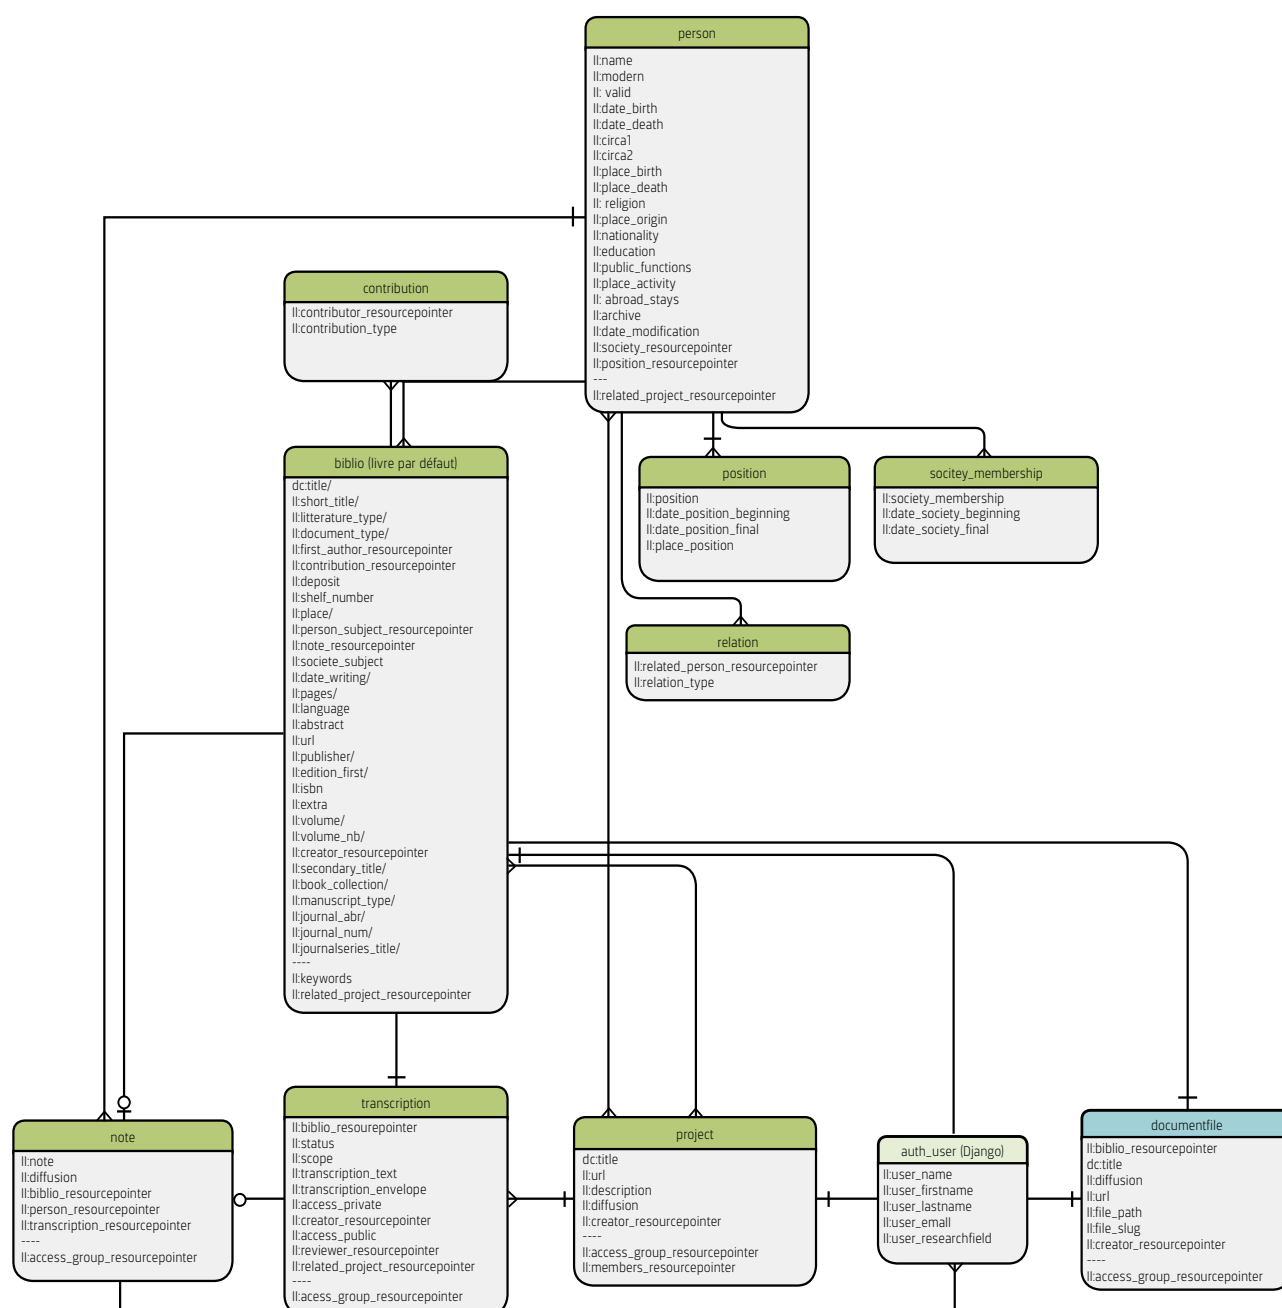 person
ll:name
ll:modern
ll: valid
ll:date_birth
ll:date_death
ll:circa1
ll:circa2
ll:place_birth
ll:place_death
ll: religion
ll:place_origin
ll:nationality
ll:education
ll:public_functions
ll:place_activity
ll: abroad_stays
ll:archive
ll:date_modification
ll:society_resourcepointer
ll:position_resourcepointer
---
ll:related_project_resourcepointer
contribution
ll:contributor_resourcepointer
ll:contribution_type
biblio (livre par défaut)
dc:title/
ll:short_title/
ll:litterature_type/
ll:document_type/
ll:first_author_resourcepointer
ll:contribution_resourcepointer
ll:deposit
ll:shelf_number
ll:place/
ll:person_subject_resourcepointer
ll:note_resourcepointer
ll:societe_subject
ll:date_writing/
ll:pages/
ll:language
ll:abstract
ll:url
ll:publisher/
ll:edition_first/
ll:isbn
ll:extra
ll:volume/
ll:volume_nb/
ll:creator_resourcepointer
ll:secondary_title/
ll:book_collection/
ll:manuscript_type/
ll:journal_abr/
ll:journal_num/
ll:journalseries_title/
----
ll:keywords
ll:related_project_resourcepointer
position
ll:position
ll:date_position_beginning
ll:date_position_final
ll:place_position
socitey_membership
ll:society_membership
ll:date_society_beginning
ll:date_society_final
relation
ll:related_person_resourcepointer
ll:relation_type
note
ll:note
ll:diffusion
ll:biblio_resourcepointer
ll:person_resourcepointer
ll:transcription_resourcepointer
----
ll:access_group_resourcepointer
transcription
ll:biblio_resourepointer
ll:status
ll:scope
ll:transcription_text
ll:transcription_envelope
ll:access_private
ll:creator_resourcepointer
ll:access_public
ll:reviewer_resourcepointer
ll:related_project_resourcepointer
----
ll:acess_group_resourcepointer
project
dc:title
ll:url
ll:description
ll:diffusion
ll:creator_resourcepointer
----
ll:access_group_resourcepointer
ll:members_resourcepointer
auth_user (Django)
ll:user_name
ll:user_firstname
ll:user_lastname
ll:user_emall
ll:user_researchfield
documentfile
ll:biblio_resourcepointer
dc:title
ll:diffusion
ll:url
ll:file_path
ll:file_slug
ll:creator_resourcepointer
----
ll:access_group_resourcepointer